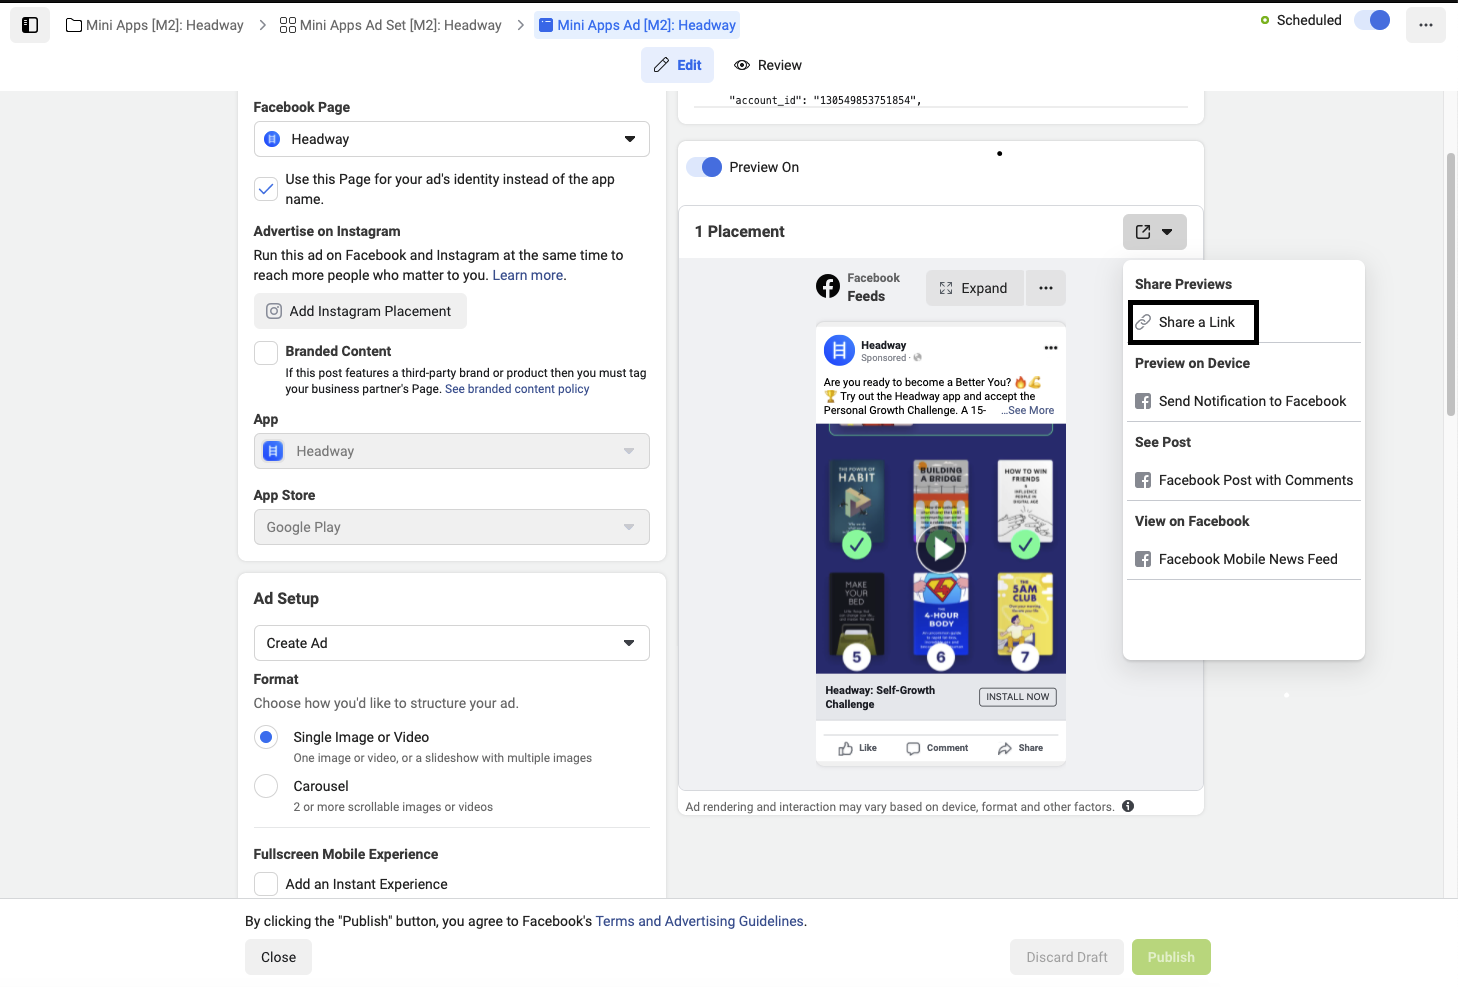 Mini Apps [M2]: Headway
Mini Apps Ad Set [M2]: Headway
Mini Apps Ad [M2]: Headway
Scheduled
Edit
Review
Facebook Page
Headway
Use this Page for your ad's identity instead of the app
name.
Advertise on Instagram
Run this ad on Facebook and Instagram at the same time to
reach more people who matter to you. Learn more.
Add Instagram Placement
Branded Content
If this post features a third-party brand or product then you must tag
your business partner's Page. See branded content policy
App
Headway
App Store
Google Play
Ad Setup
Create Ad
Format
Choose how you'd like to structure your ad.
Single Image or Video
One image or video, or a slideshow with multiple images
Carousel
2 or more scrollable images or videos
Fullscreen Mobile Experience
Add an Instant Experience
"account_id": "130549853751854",
Preview On
1 Placement
Facebook
Feeds
Expand
Headway
Sponsored ·
Are you ready to become a Better You? 🔥💪
🏆 Try out the Headway app and accept the
Personal Growth Challenge. A 15- ...See More
THE POWER OF
HABIT
BUILDING
A BRIDGE
HOW TO WIN
FRIENDS
&
INFLUENCE
PEOPLE IN
DIGITAL AGE
MAKE
YOUR
BED
THE
4-HOUR
BODY
THE
5AM
CLUB
5
6
7
Headway: Self-Growth
Challenge
INSTALL NOW
Like
Comment
Share
Ad rendering and interaction may vary based on device, format and other factors.
Share Previews
Share a Link
Preview on Device
Send Notification to Facebook
See Post
Facebook Post with Comments
View on Facebook
Facebook Mobile News Feed
By clicking the "Publish" button, you agree to Facebook's Terms and Advertising Guidelines.
Close
Discard Draft
Publish